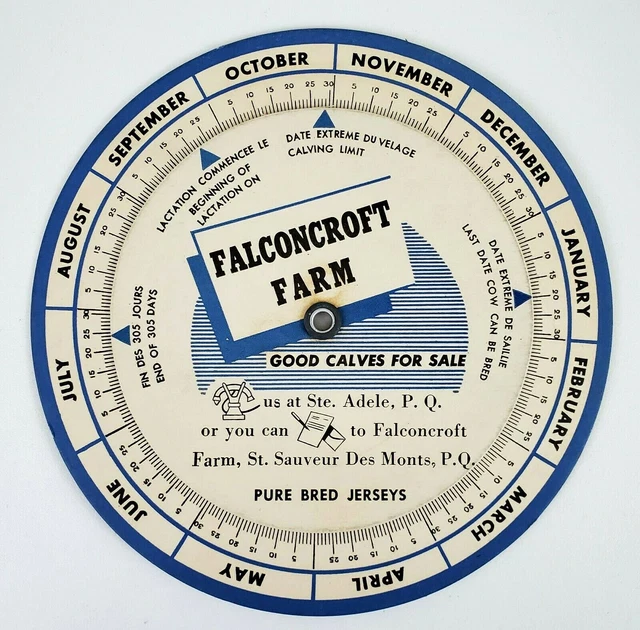 OCTOBER
NOVEMBER
DECEMBER
JANUARY
FEBRUARY
MARCH
APRIL
MAY
JUNE
JULY
AUGUST
SEPTEMBER
LACTATION COMMENCEE LE
BEGINNING OF
LACTATION ON
DATE EXTREME DU VELAGE
CALVING LIMIT
DATE EXTREME DE SAILLIE
LAST DATE COW CAN BE BRED
FIN DES 305 JOURS
END OF 305 DAYS
FALCONCROFT
FARM
GOOD CALVES FOR SALE
us at Ste. Adele, P. Q.
or you can to Falconcroft
Farm, St. Sauveur Des Monts, P.Q.
PURE BRED JERSEYS